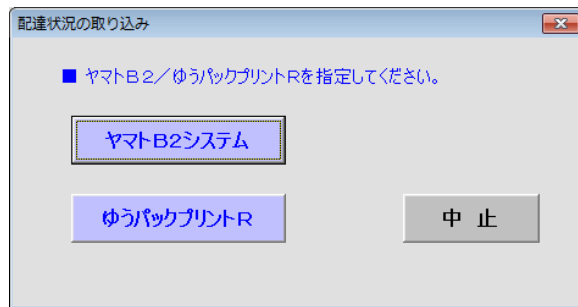 配達状況の取り込み
■ ヤマトB2／ゆうパックプリントRを指定してください。
ヤマトB2システム
ゆうパックプリントR
中 止